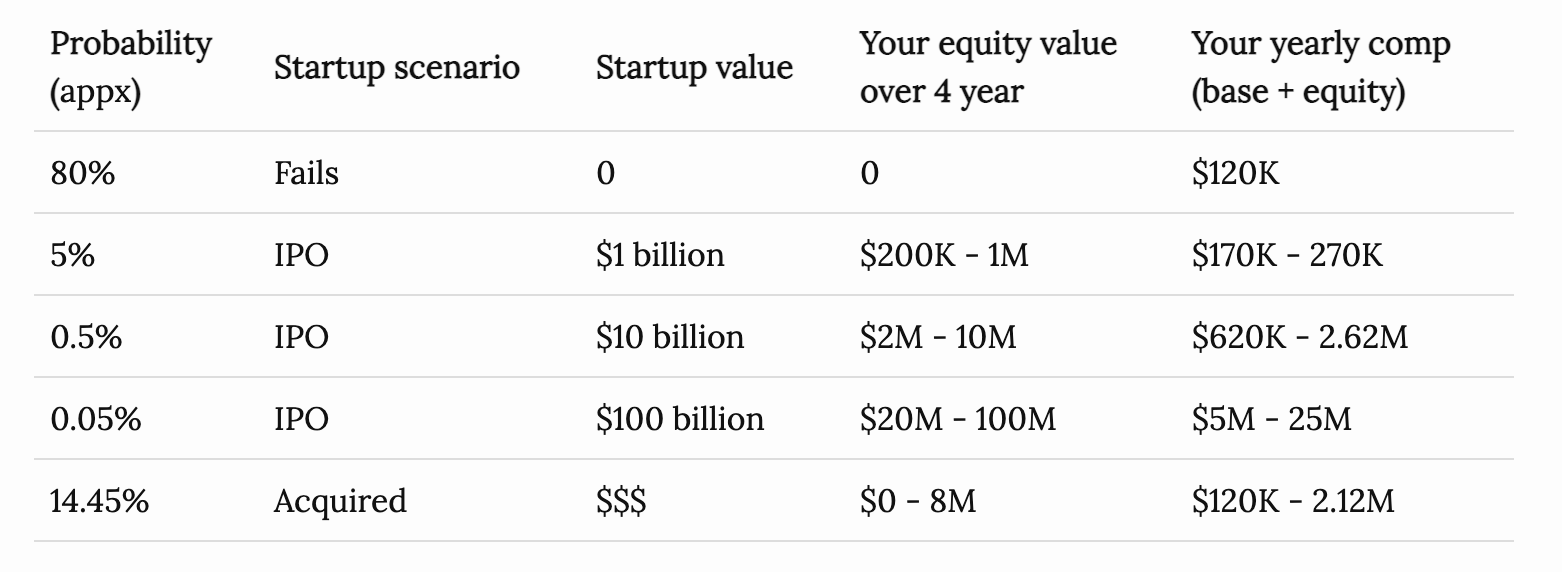 Probability (appx) Startup scenario Startup value Your equity value over 4 year Your yearly comp (base + equity)
80% Fails 0 0 $120K
5% IPO $1 billion $200K - 1M $170K - 270K
0.5% IPO $10 billion $2M - 10M $620K - 2.62M
0.05% IPO $100 billion $20M - 100M $5M - 25M
14.45% Acquired $$$ $0 - 8M $120K - 2.12M